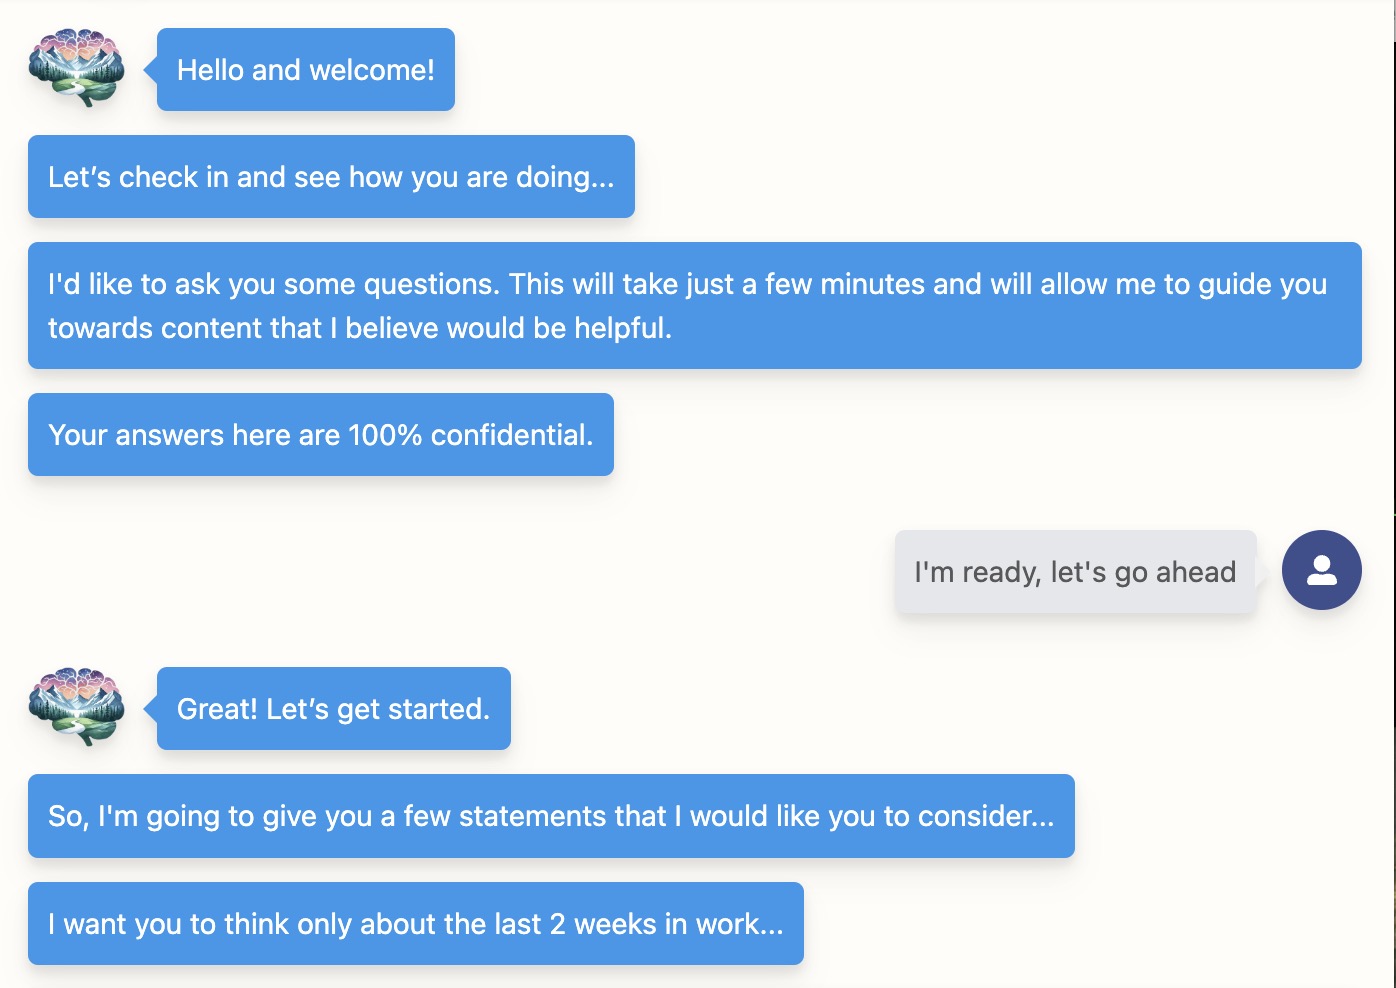 Hello and welcome!
Let’s check in and see how you are doing...
I'd like to ask you some questions. This will take just a few minutes and will allow me to guide you
towards content that I believe would be helpful.
Your answers here are 100% confidential.
I'm ready, let's go ahead
Great! Let’s get started.
So, I'm going to give you a few statements that I would like you to consider...
I want you to think only about the last 2 weeks in work...